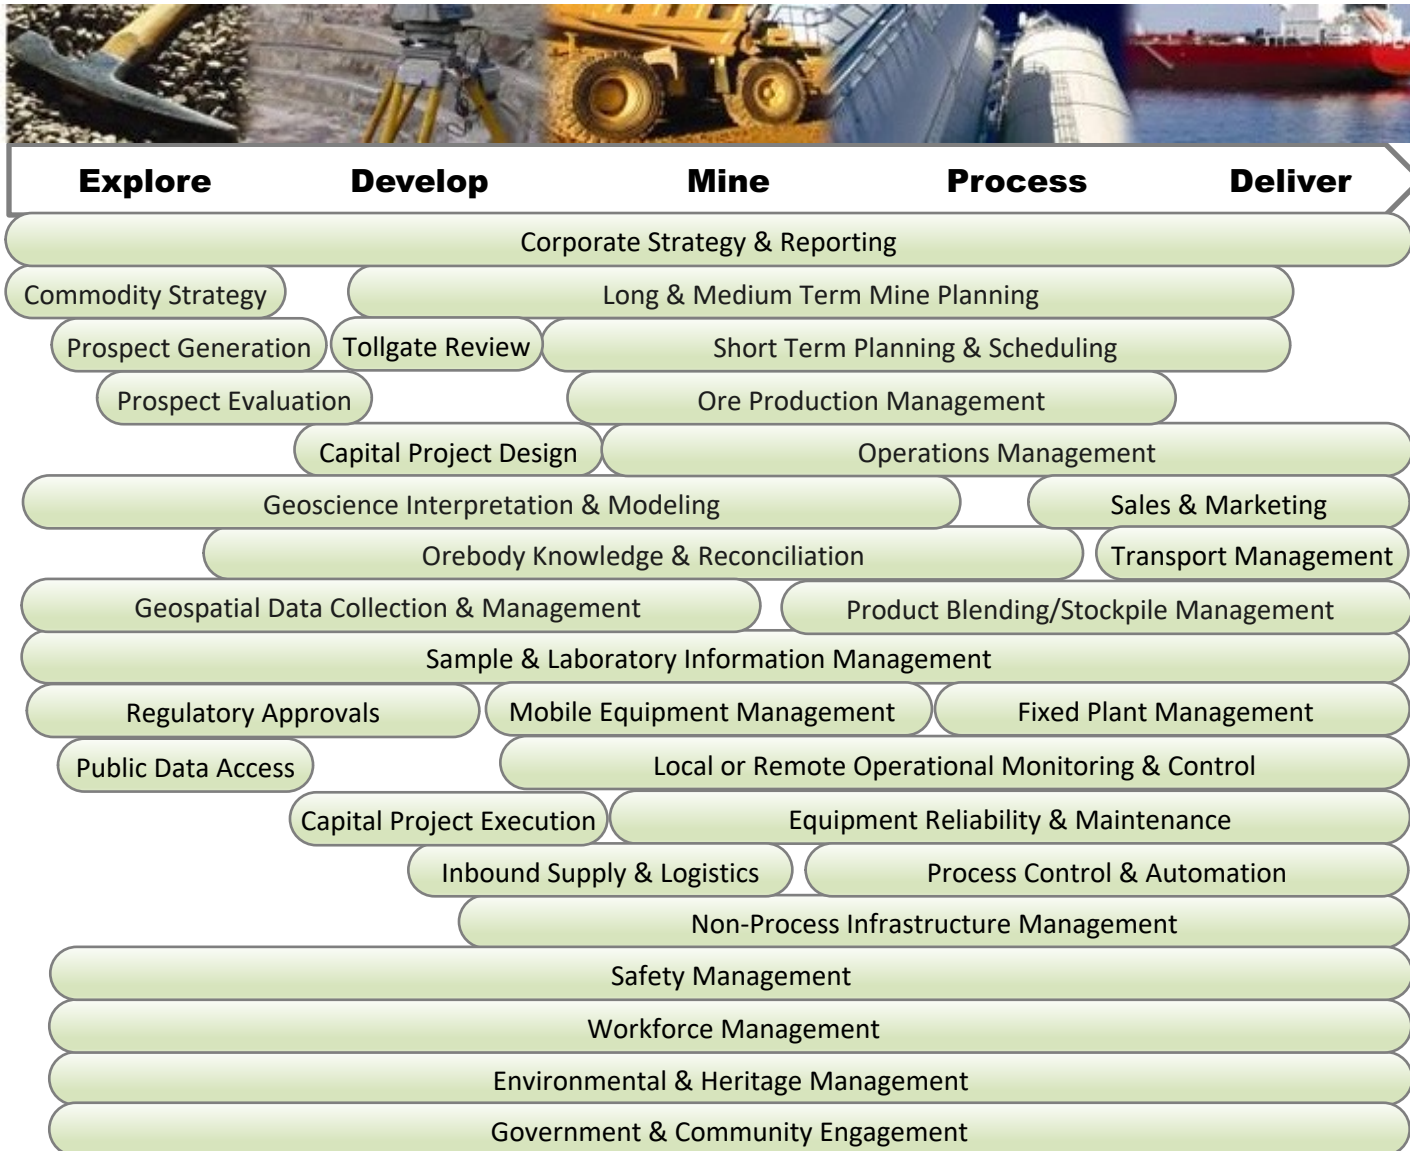 Explore Develop Mine Process Deliver
Corporate Strategy & Reporting
Commodity Strategy Long & Medium Term Mine Planning
Prospect Generation Tollgate Review Short Term Planning & Scheduling
Prospect Evaluation Ore Production Management
Capital Project Design Operations Management
Geoscience Interpretation & Modeling Sales & Marketing
Orebody Knowledge & Reconciliation Transport Management
Geospatial Data Collection & Management Product Blending/Stockpile Management
Sample & Laboratory Information Management
Regulatory Approvals Mobile Equipment Management Fixed Plant Management
Public Data Access Local or Remote Operational Monitoring & Control
Capital Project Execution Equipment Reliability & Maintenance
Inbound Supply & Logistics Process Control & Automation
Non-Process Infrastructure Management
Safety Management
Workforce Management
Environmental & Heritage Management
Government & Community Engagement